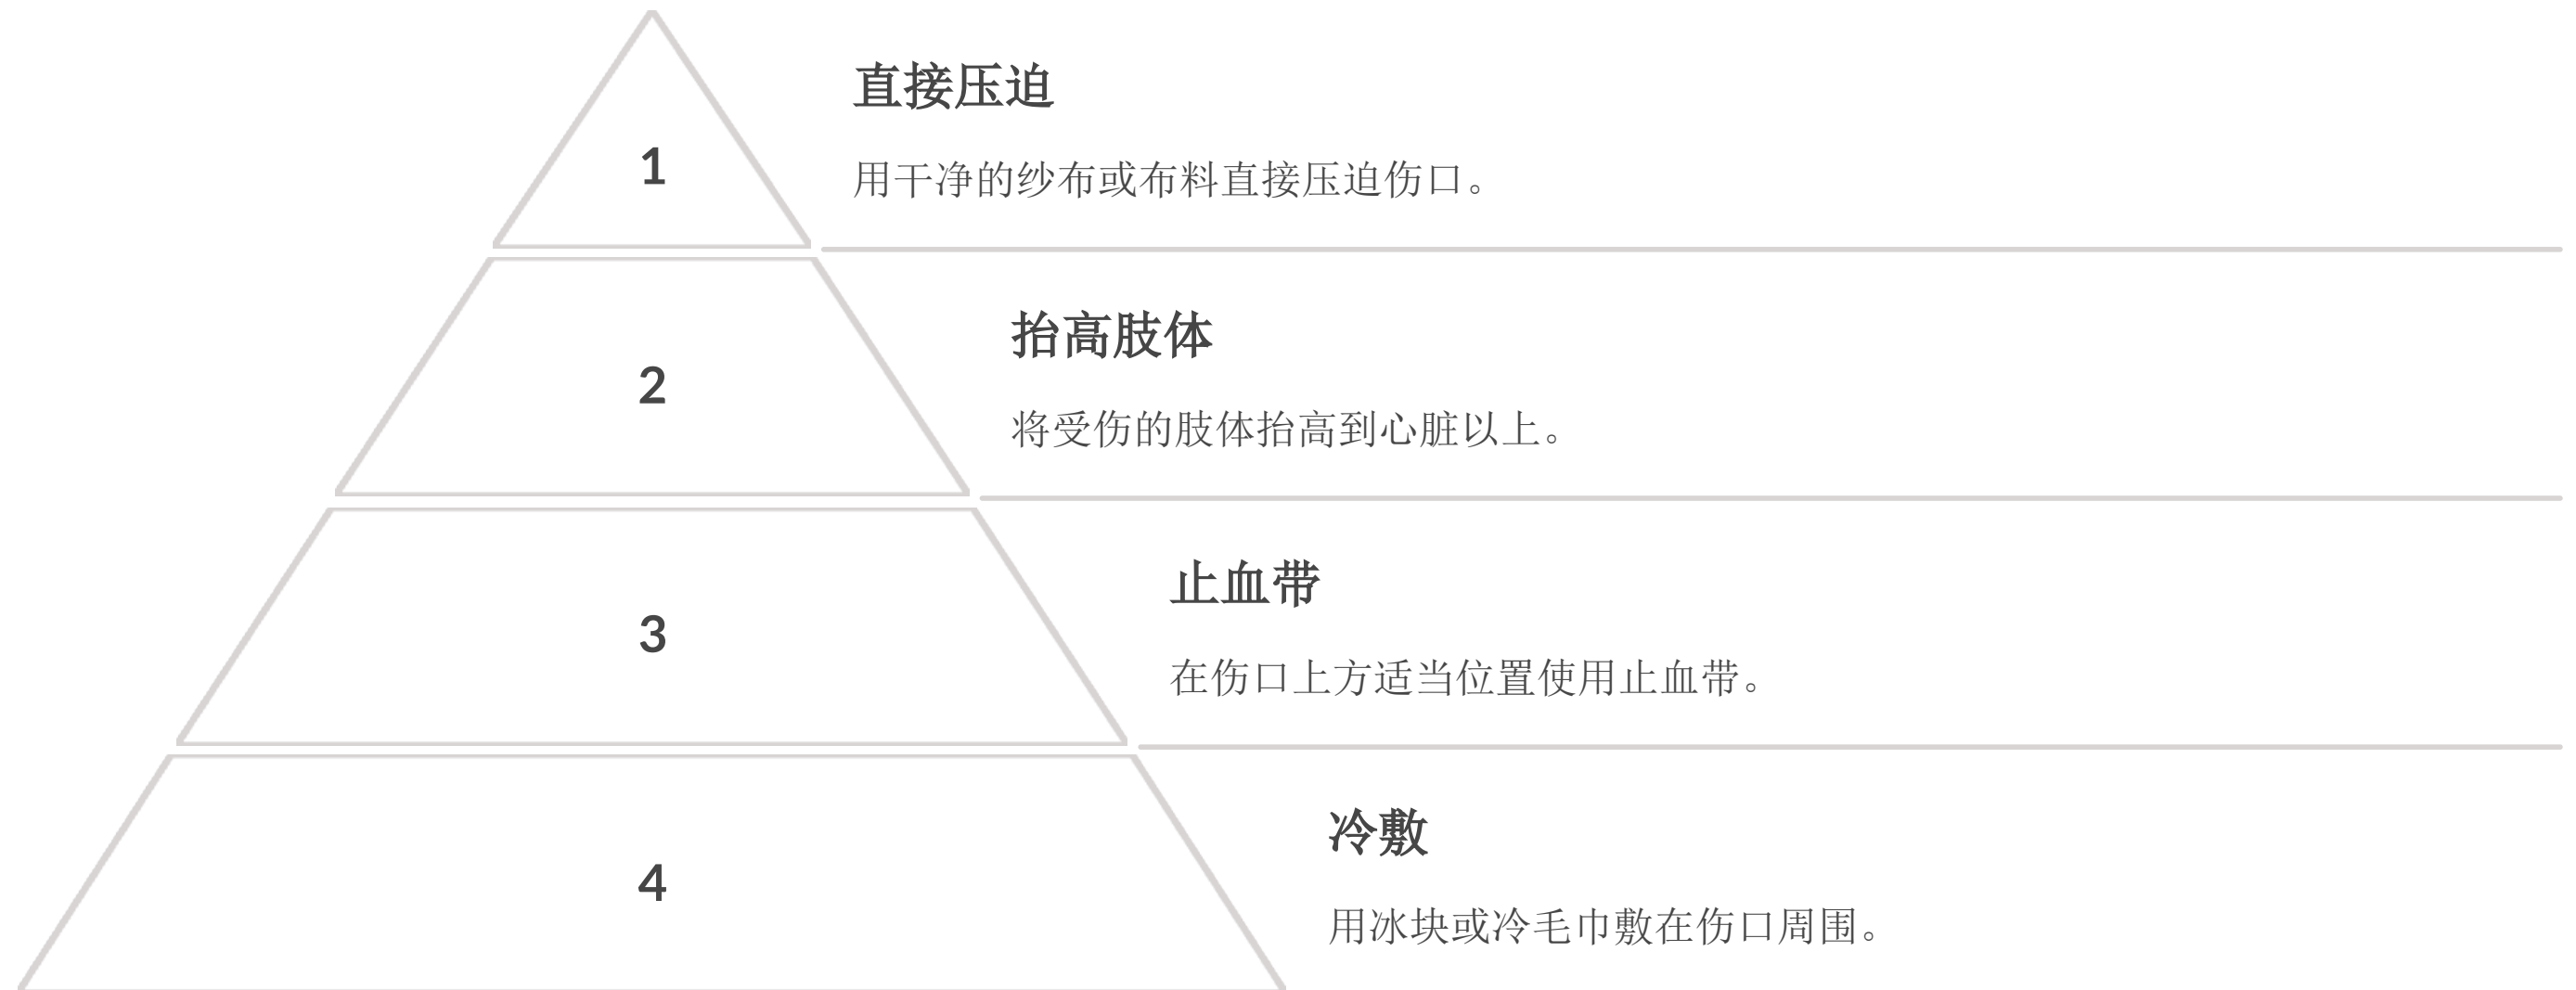 1
直接压迫
用干净的纱布或布料直接压迫伤口。
2
抬高肢体
将受伤的肢体抬高到心脏以上。
3
止血带
在伤口上方适当位置使用止血带。
4
冷敷
用冰块或冷毛巾敷在伤口周围。